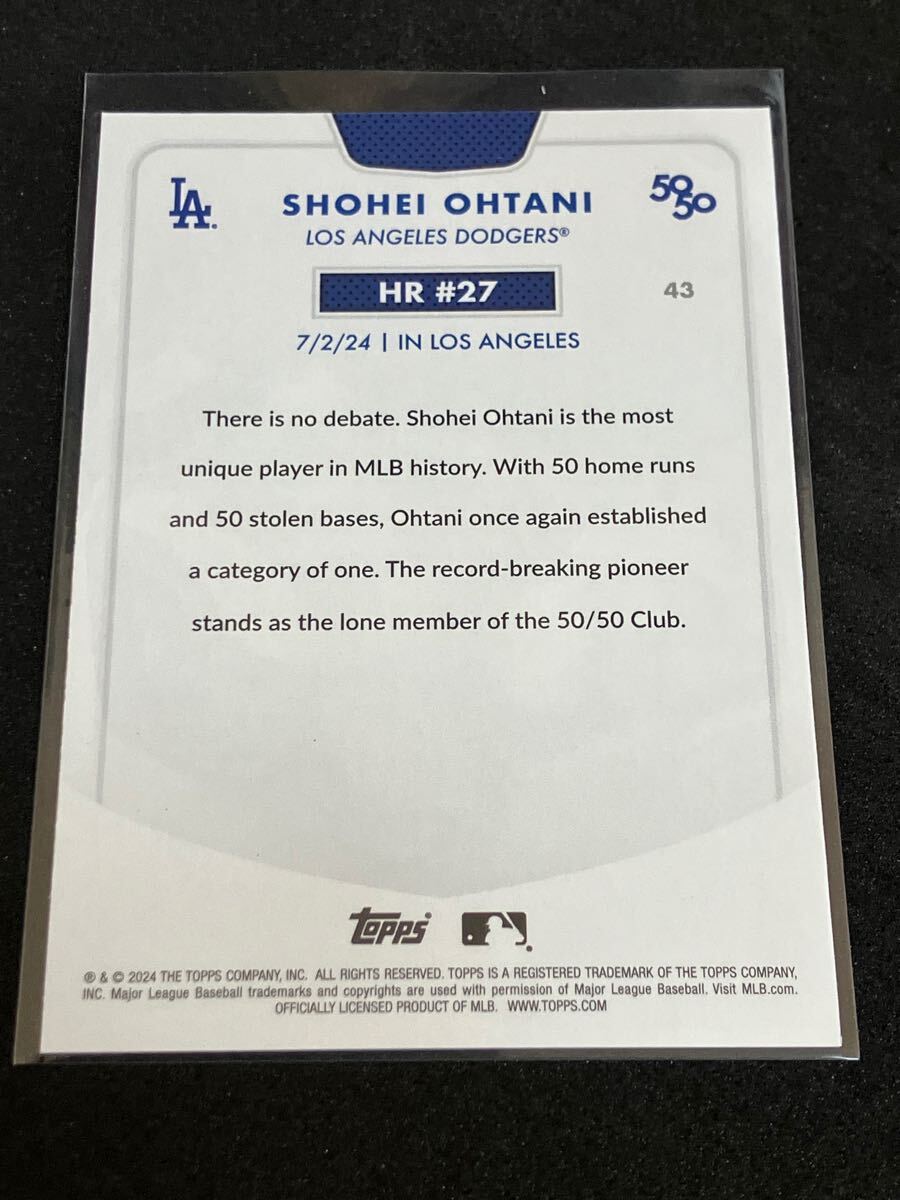 LA
SHOHEI OHTANI
50
50
LOS ANGELES DODGERS®
HR #27
43
7/2/24 | IN LOS ANGELES
There is no debate. Shohei Ohtani is the most
unique player in MLB history. With 50 home runs
and 50 stolen bases, Ohtani once again established
a category of one. The record-breaking pioneer
stands as the lone member of the 50/50 Club.
topps
® & © 2024 THE TOPPS COMPANY, INC. ALL RIGHTS RESERVED. TOPPS IS A REGISTERED TRADEMARK OF THE TOPPS COMPANY,
INC. Major League Baseball trademarks and copyrights are used with permission of Major League Baseball. Visit MLB.com.
OFFICIALLY LICENSED PRODUCT OF MLB. WWW.TOPPS.COM